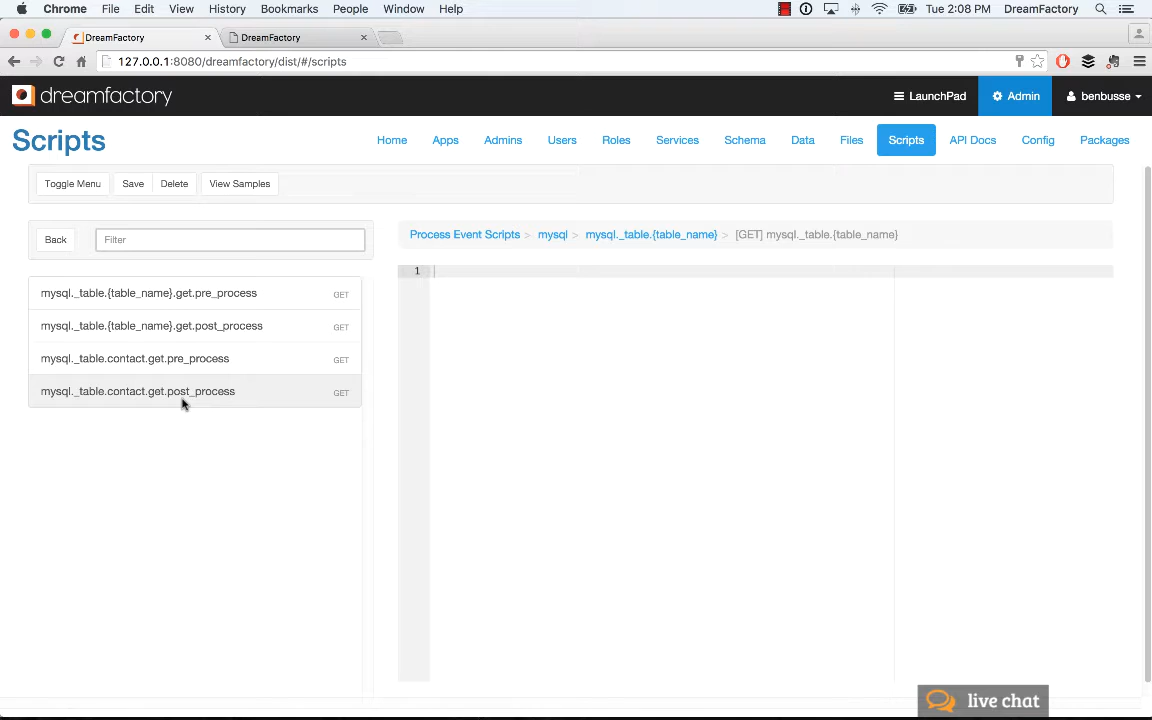 Chrome File Edit View History Bookmarks People Window Help Tue 2:08 PM DreamFactory
DreamFactory × DreamFactory ×
127.0.0.1:8080/dreamfactory/dist/#/scripts
dreamfactory LaunchPad Admin benbusse
Scripts Home Apps Admins Users Roles Services Schema Data Files Scripts API Docs Config Packages
Toggle Menu Save Delete View Samples
Back Filter Process Event Scripts > mysql > mysql._table.{table_name} > [GET] mysql._table.{table_name}
1
mysql._table.{table_name}.get.pre_process GET
mysql._table.{table_name}.get.post_process GET
mysql._table.contact.get.pre_process GET
mysql._table.contact.get.post_process GET
live chat